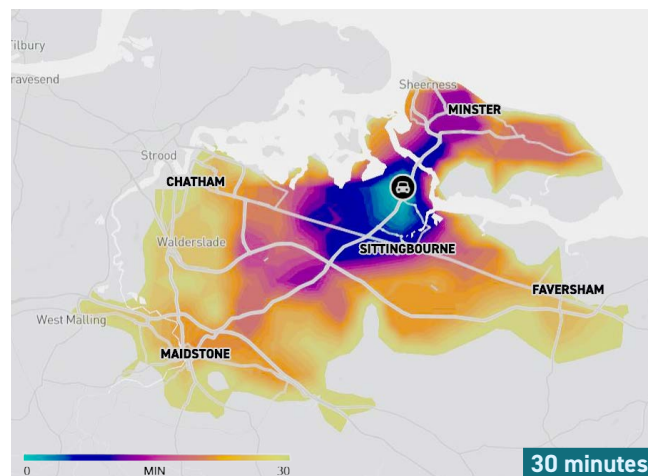 Tilbury
ravesend
Sheerness
MINSTER
Strood
CHATHAM
Walderslade
SITTINGBOURNE
FAVERSHAM
West Malling
MAIDSTONE
0 MIN 30
30 minutes